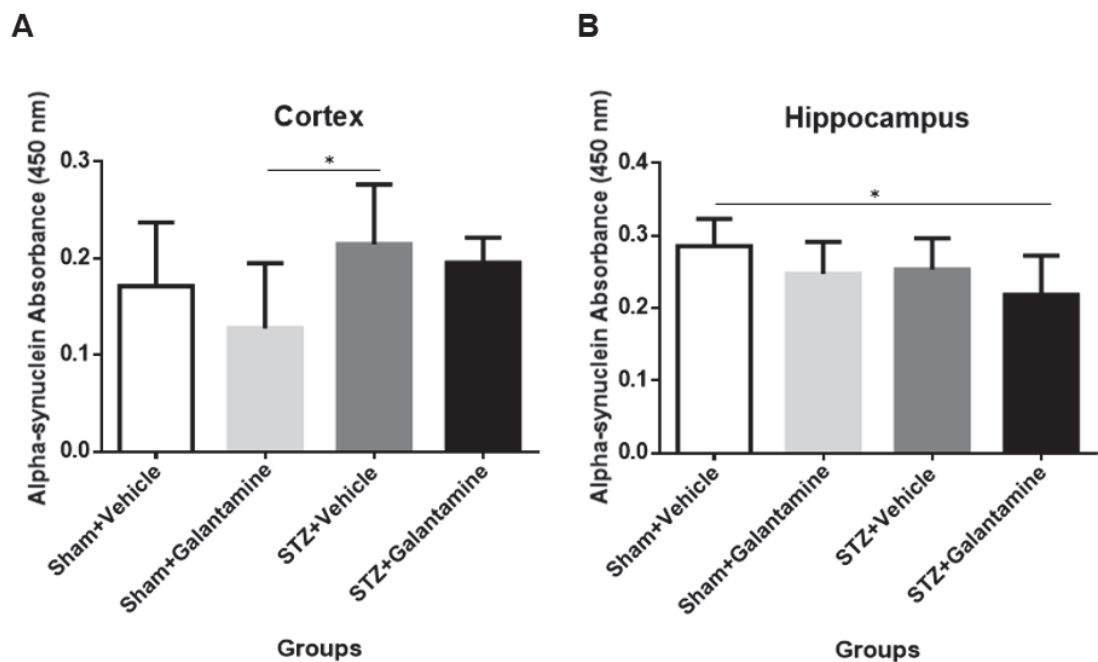 A
Cortex
Alpha-synuclein Absorbance (450 nm)
0.3
0.2
0.1
0.0
*
Sham+Vehicle
Sham+Galantamine
STZ+Vehicle
STZ+Galantamine
Groups
B
Hippocampus
Alpha-synuclein Absorbance (450 nm)
0.4
0.3
0.2
0.1
0.0
*
Sham+Vehicle
Sham+Galantamine
STZ+Vehicle
STZ+Galantamine
Groups